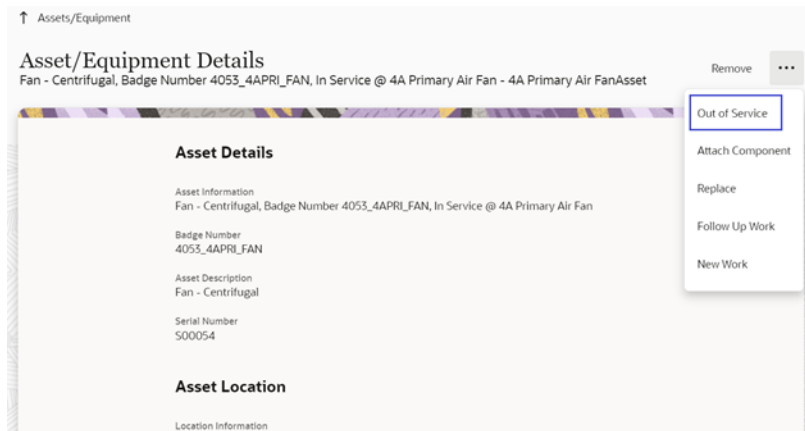 ↑ Assets/Equipment
Asset/Equipment Details
Fan - Centrifugal, Badge Number 4053_4APRI_FAN, In Service @ 4A Primary Air Fan - 4A Primary Air FanAsset
Remove ...
Out of Service
Attach Component
Replace
Follow Up Work
New Work
Asset Details
Asset Information
Fan - Centrifugal, Badge Number 4053_4APRI_FAN, In Service @ 4A Primary Air Fan
Badge Number
4053_4APRI_FAN
Asset Description
Fan - Centrifugal
Serial Number
S00054
Asset Location
Location Information